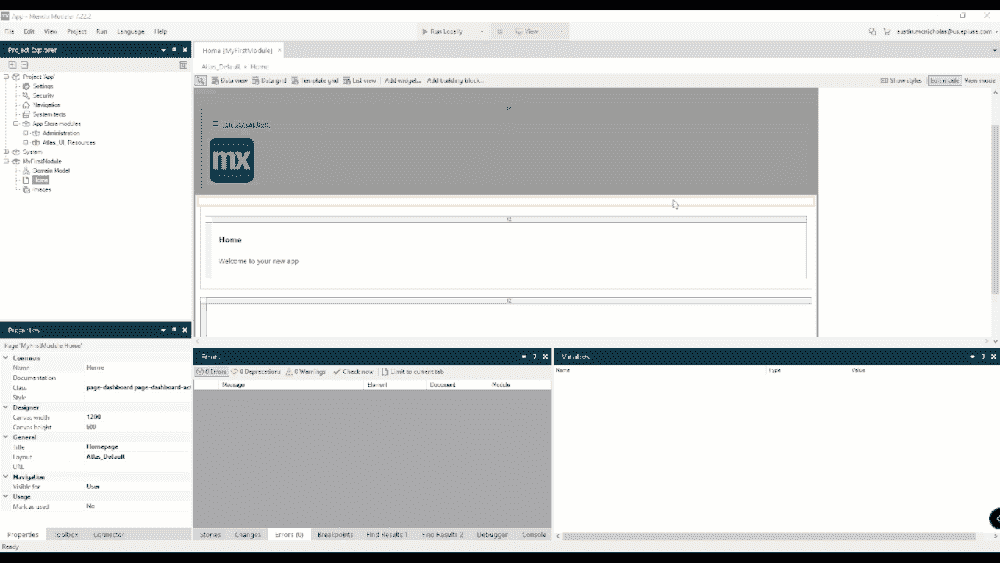 App - Mendix Modeler 7.22.2
File Edit View Project Run Language Help
Run Locally
View
Project Explorer
Home [MyFirstModule]
Atlas_Default > Home
Data view Data grid Template grid List view Add widget... Add building block...
Show styles View mode
Project 'App'
Settings
Security
Navigation
System texts
App Store modules
Administration
Atlas_UI_Resources
System
MyFirstModule
Domain Model
Home
Images
mx
12
Home
Welcome to your new app
12
Properties
Page 'MyFirstModule.Home'
Common
Name Home
Documentation
Class page-dashboard page-dashboard-act
Style
Designer
Canvas width 1200
Canvas height 600
General
Title Homepage
Layout Atlas_Default
URL
Navigation
Visible for User
Usage
Mark as used No
Properties Toolbox Connector
Errors
0 Errors 0 Deprecations 0 Warnings Check now Limit to current tab
Message Element Document Module
Variables
Name Type Value
Stories Changes Errors (0) Breakpoints Find Results 1 Find Results 2 Debugger Console
Ready